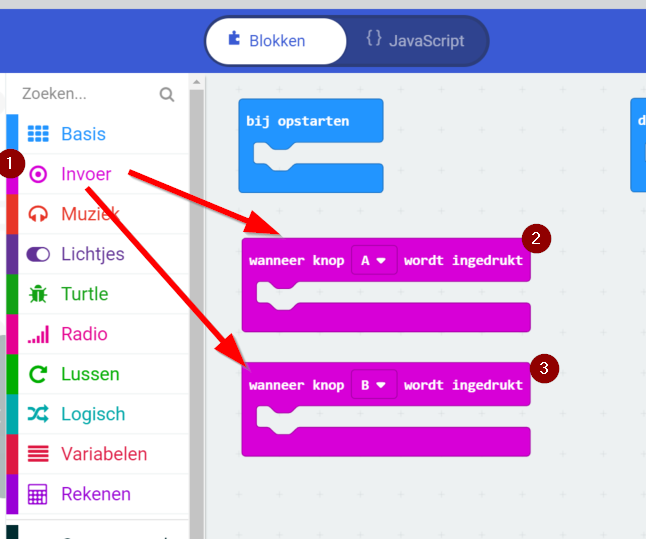 Blokken
{} JavaScript
Zoeken...
Basis
1
Invoer
Muziek
Lichtjes
Turtle
Radio
Lussen
Logisch
Variabelen
Rekenen
bij opstarten
d
2
wanneer knop A wordt ingedrukt
3
wanneer knop B wordt ingedrukt